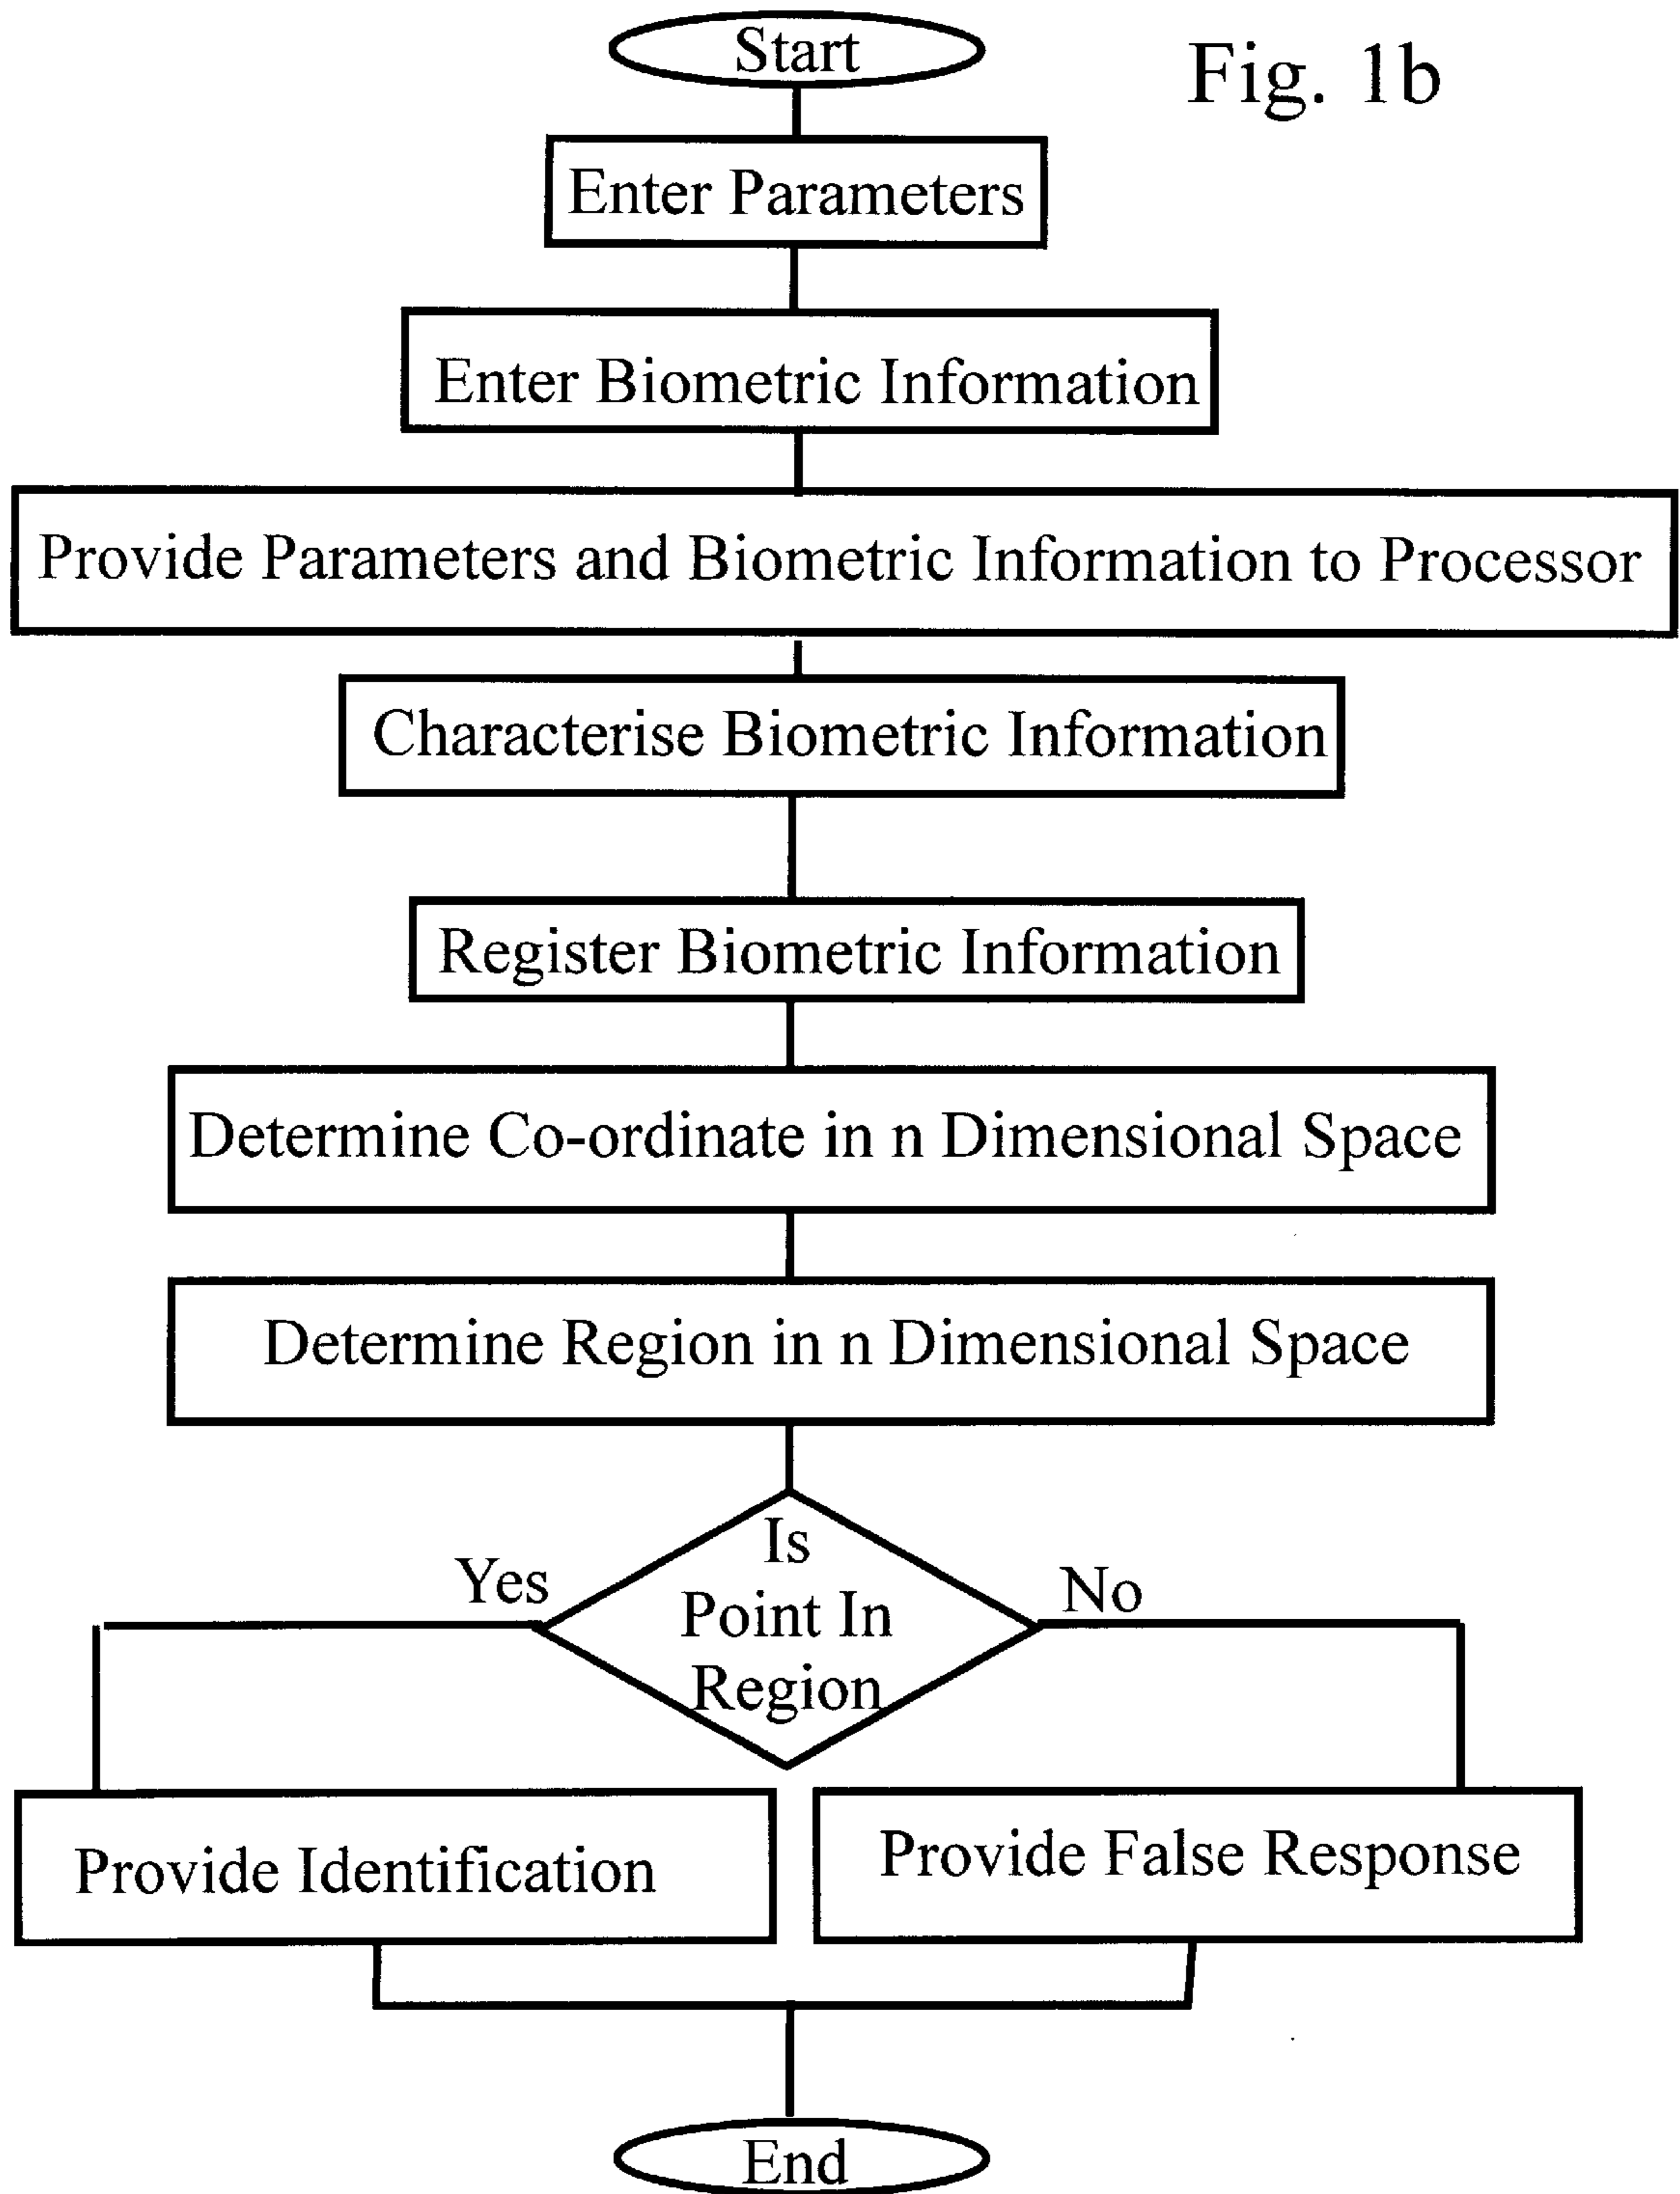 Start
Fig. 1b
Enter Parameters
Enter Biometric Information
Provide Parameters and Biometric Information to Processor
Characterise Biometric Information
Register Biometric Information
Determine Co-ordinate in n Dimensional Space
Determine Region in n Dimensional Space
Is
Point In
Region
Yes
No
Provide Identification
Provide False Response
End